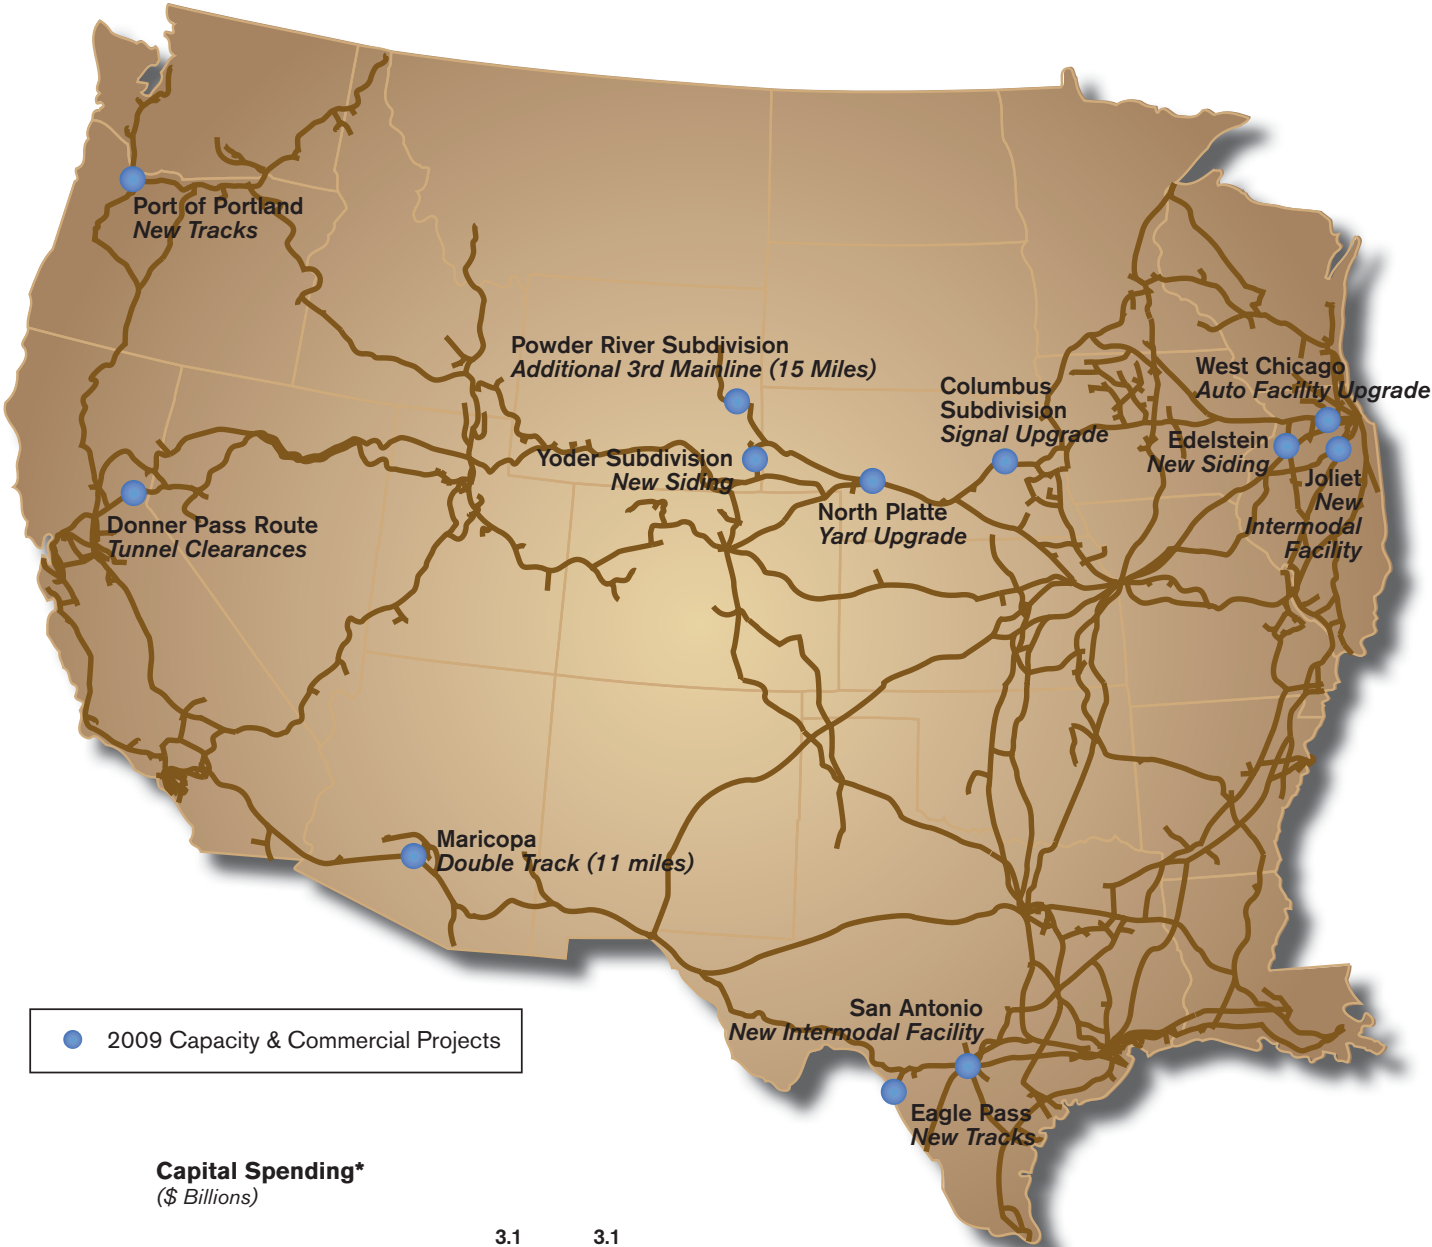 Port of Portland
New Tracks
Powder River Subdivision
Additional 3rd Mainline (15 Miles)
Columbus
Subdivision
Signal Upgrade
West Chicago
Auto Facility Upgrade
Edelstein
New Siding
Joliet
New
Intermodal
Facility
Yoder Subdivision
New Siding
North Platte
Yard Upgrade
Donner Pass Route
Tunnel Clearances
Maricopa
Double Track (11 miles)
San Antonio
New Intermodal Facility
Eagle Pass
New Tracks
2009 Capacity & Commercial Projects
Capital Spending*
($ Billions)
3.1 3.1